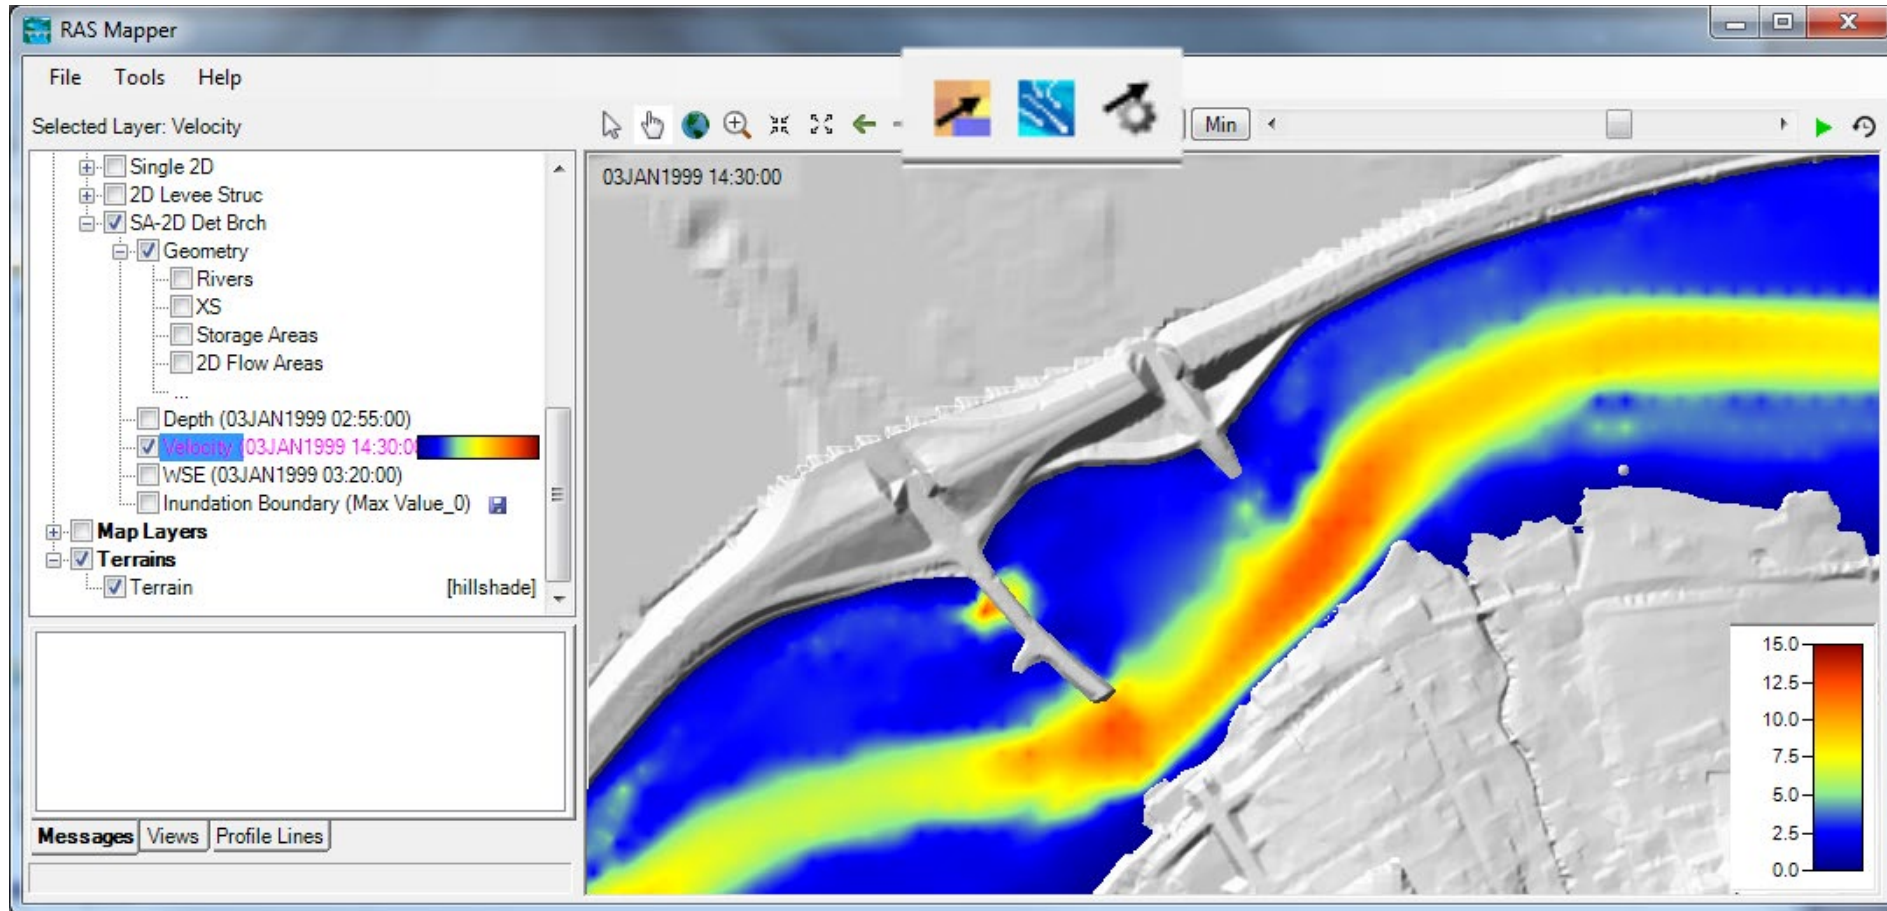 RAS Mapper
File Tools Help
Selected Layer: Velocity
Min
Single 2D
2D Levee Struc
SA-2D Det Brch
Geometry
Rivers
XS
Storage Areas
2D Flow Areas
...
Depth (03JAN1999 02:55:00)
Velocity (03JAN1999 14:30:0
WSE (03JAN1999 03:20:00)
Inundation Boundary (Max Value_0)
Map Layers
Terrains
Terrain [hillshade]
Messages Views Profile Lines
03JAN1999 14:30:00
15.0
12.5
10.0
7.5
5.0
2.5
0.0